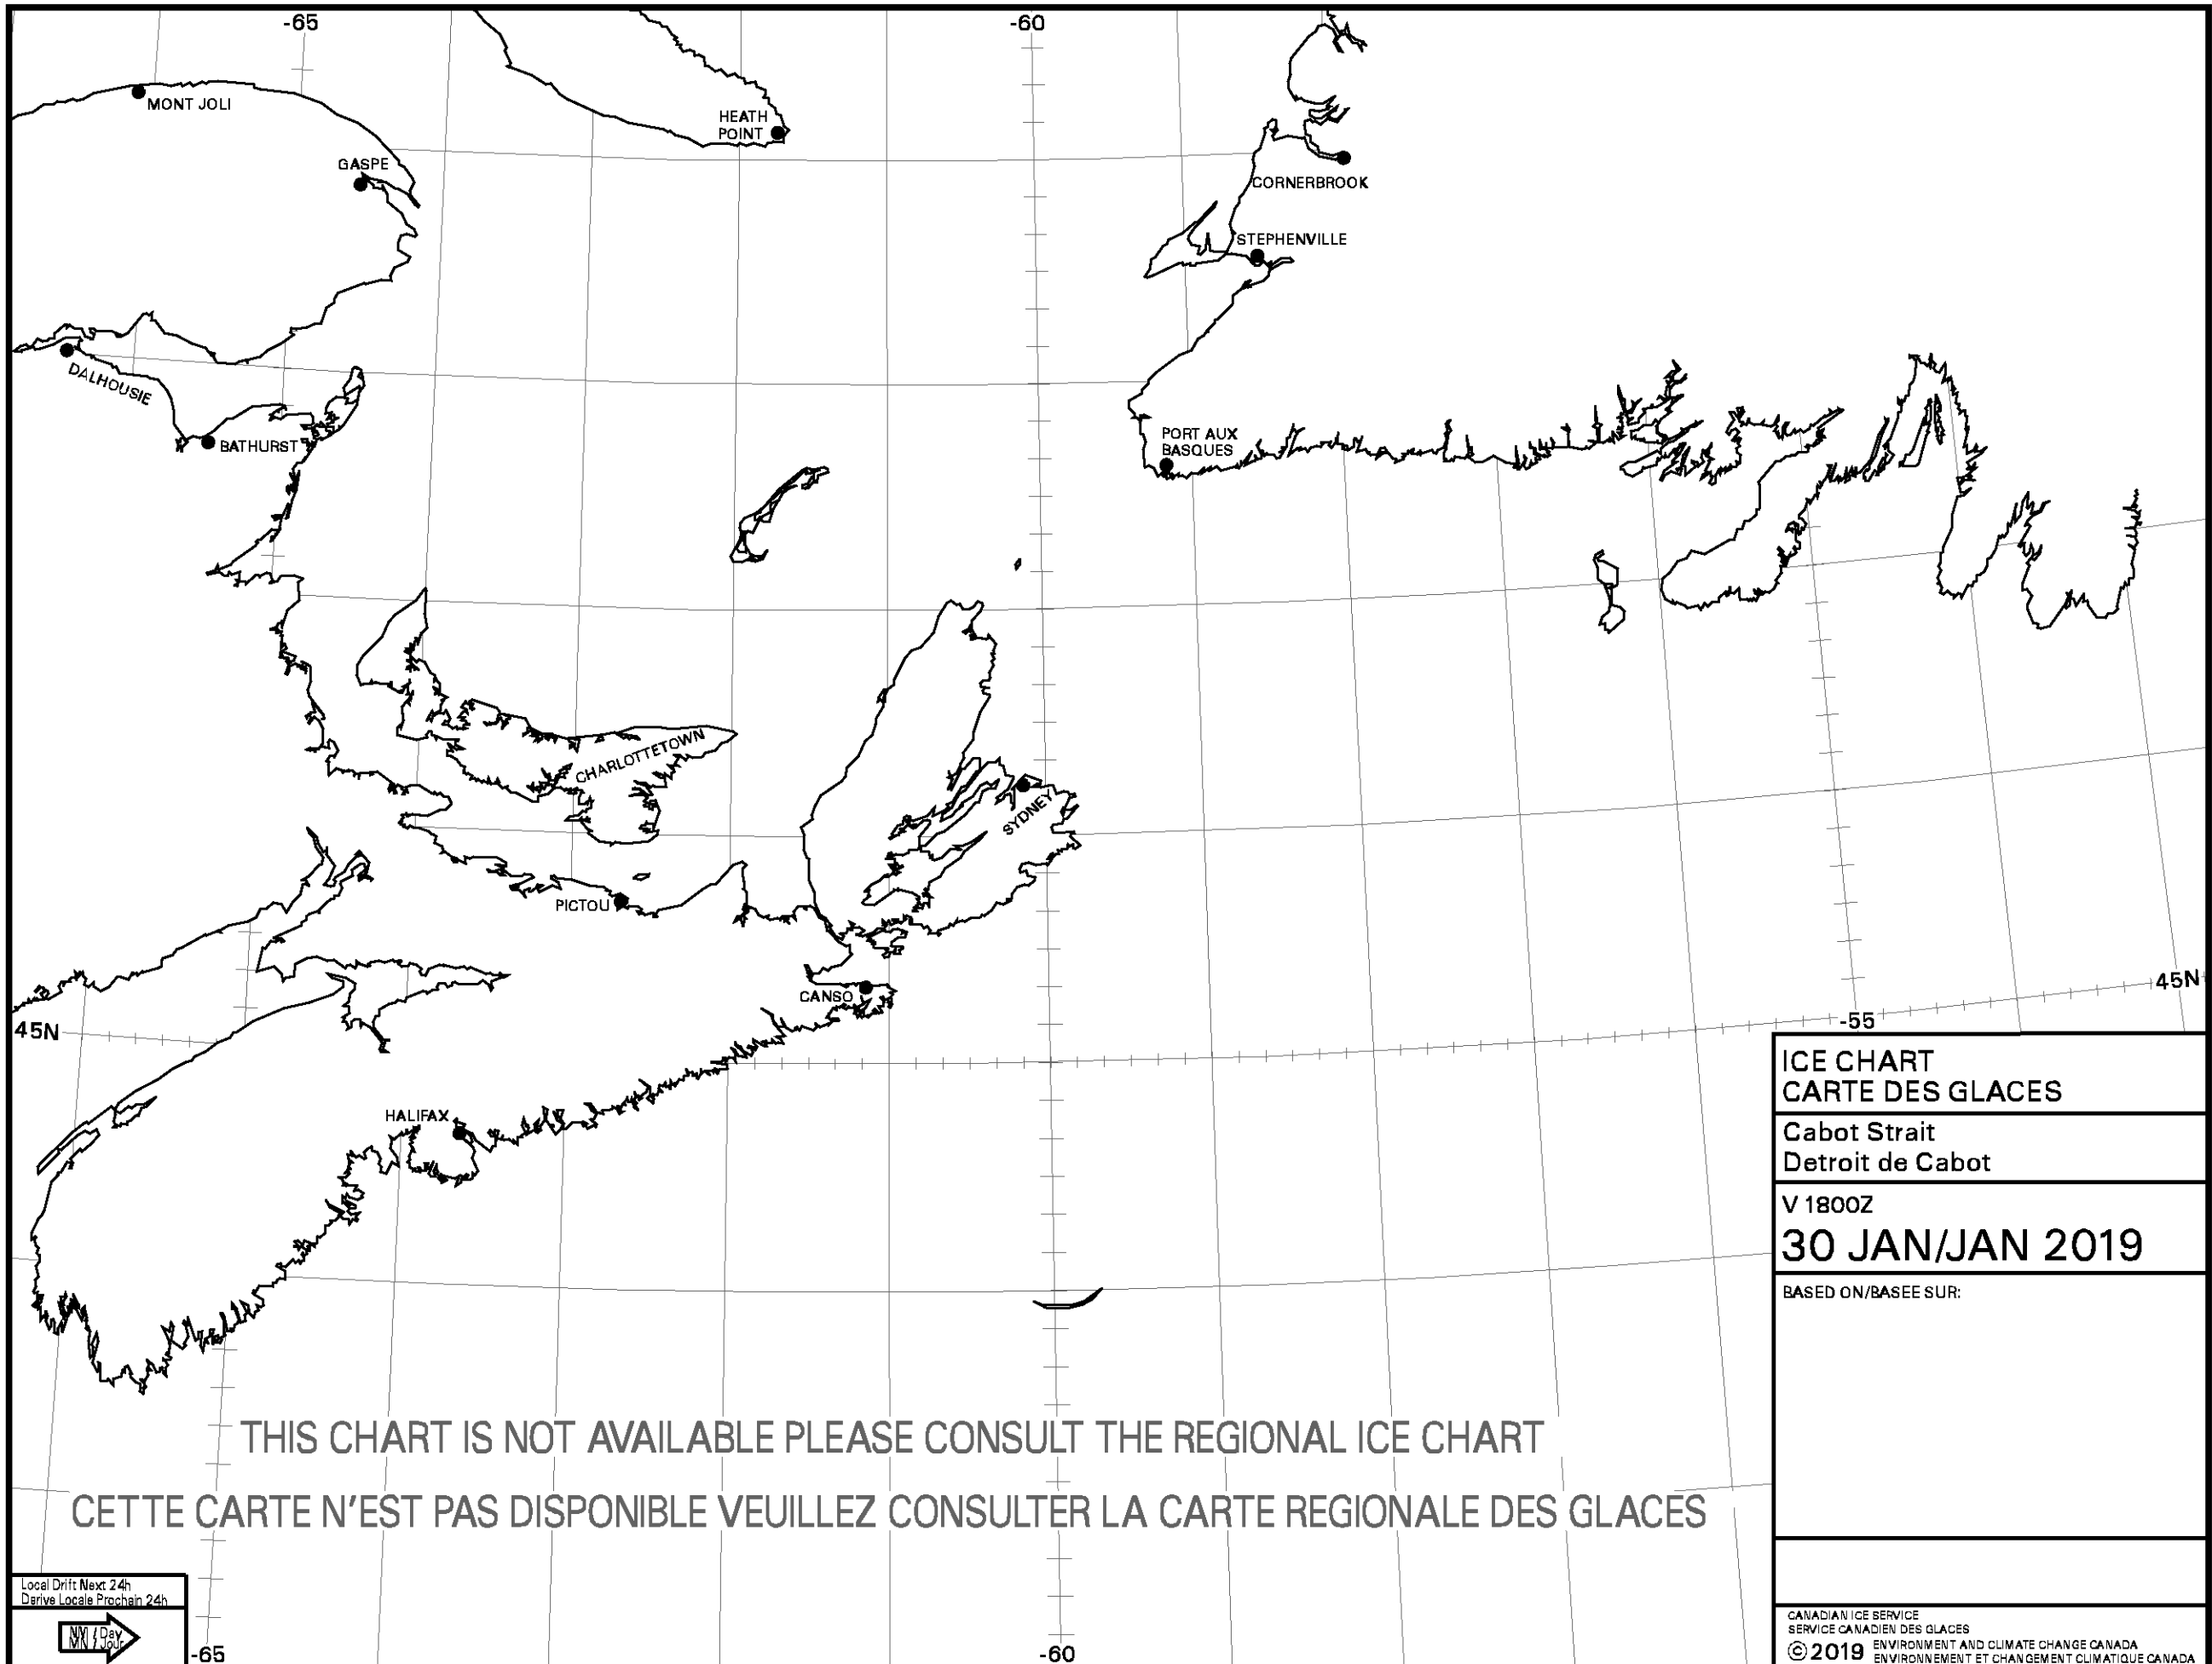 -65
-60
MONT JOLI
HEATH
POINT
GASPE
CORNERBROOK
STEPHENVILLE
DALHOUSIE
BATHURST
PORT AUX
BASQUES
CHARLOTTETOWN
SYDNEY
PICTOU
CANSO
45N
45N
-55
HALIFAX
ICE CHART
CARTE DES GLACES
Cabot Strait
Detroit de Cabot
V 1800Z
30 JAN/JAN 2019
BASED ON/BASEE SUR:
THIS CHART IS NOT AVAILABLE PLEASE CONSULT THE REGIONAL ICE CHART
CETTE CARTE N'EST PAS DISPONIBLE VEUILLEZ CONSULTER LA CARTE REGIONALE DES GLACES
Local Drift Next 24h
Derive Locale Prochain 24h
NM / Day
MN / Jour
-65
-60
CANADIAN ICE SERVICE
SERVICE CANADIEN DES GLACES
© 2019 ENVIRONMENT AND CLIMATE CHANGE CANADA
ENVIRONNEMENT ET CHANGEMENT CLIMATIQUE CANADA